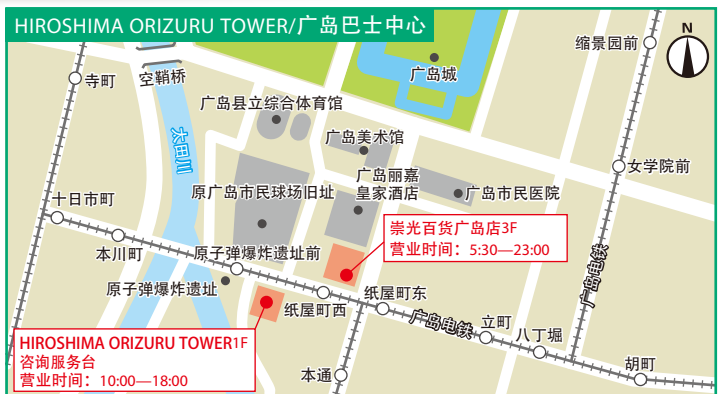 HIROSHIMA ORIZURU TOWER/广岛巴士中心
N
缩景园前
寺町
空鞘桥
广岛城
广岛县立综合体育馆
太田川
广岛美术馆
女学院前
广岛丽嘉
皇家酒店
原广岛市民球场旧址
广岛市民医院
十日市町
崇光百货广岛店3F
营业时间：5:30—23:00
本川町
原子弹爆炸遗址前
广岛电铁
原子弹爆炸遗址
纸屋町西
纸屋町东
广岛电铁
立町
八丁堀
HIROSHIMA ORIZURU TOWER1F
咨询服务台
营业时间：10:00—18:00
本通
胡町